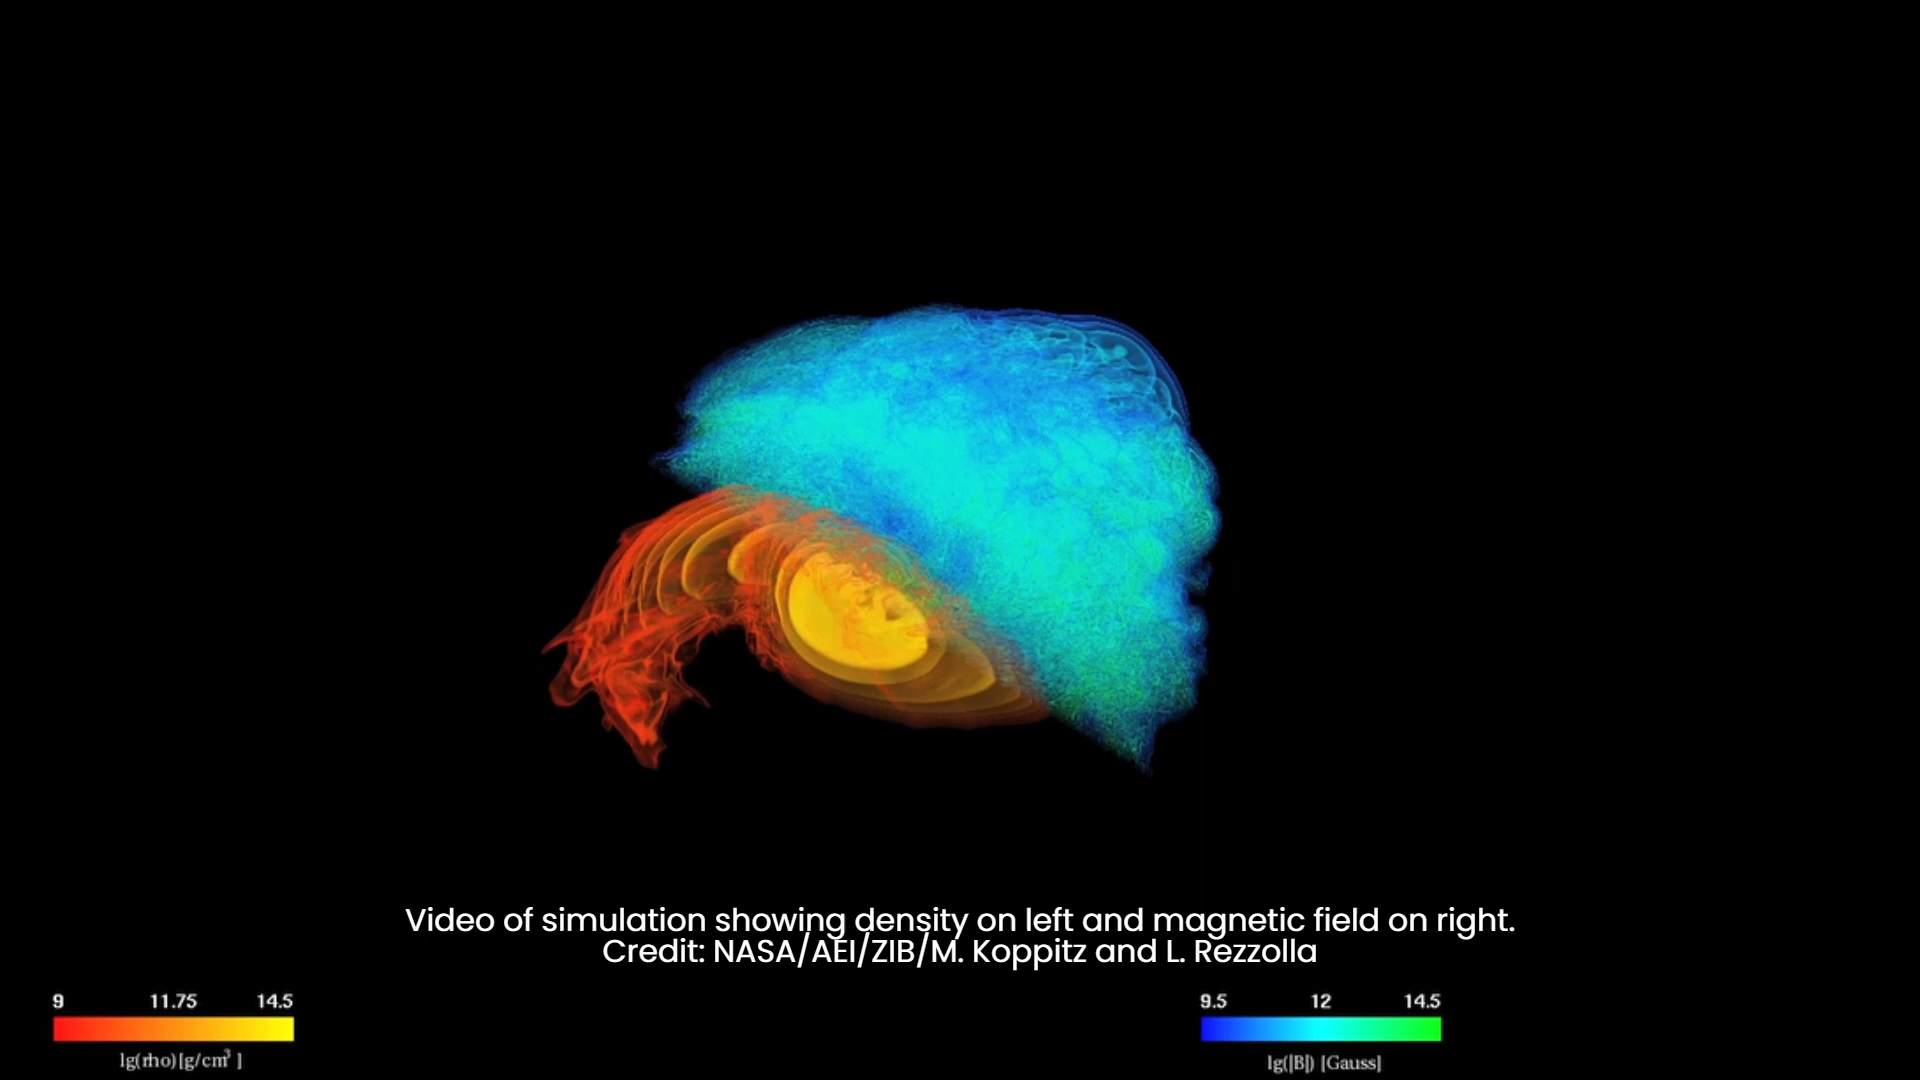 Video of simulation showing density on left and magnetic field on right.
Credit: NASA/AEI/ZIB/M. Koppitz and L. Rezzolla
9 11.75 14.5
lg(rho) [g/cm³ ]
9.5 12 14.5
lg(|B|) [Gauss]